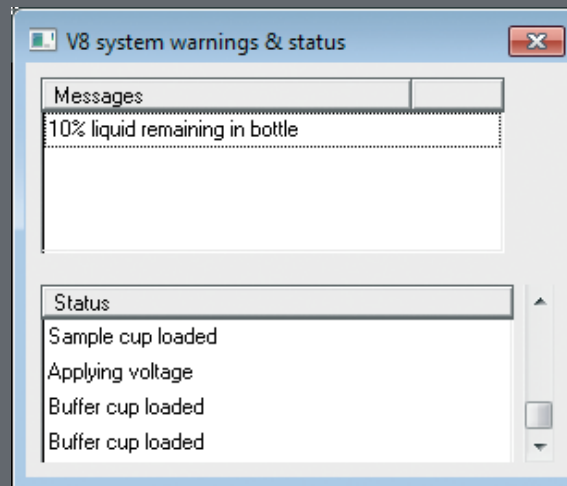 V8 system warnings & status
Messages
10% liquid remaining in bottle
Status
Sample cup loaded
Applying voltage
Buffer cup loaded
Buffer cup loaded